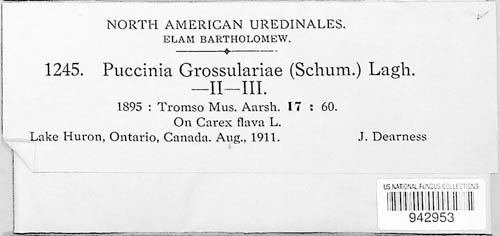 NORTH AMERICAN UREDINALES.
ELAM BARTHOLOMEW.
1245. Puccinia Grossulariae (Schum.) Lagh.
—II—III.
1895 : Tromso Mus. Aarsh. 17 : 60.
On Carex flava L.
Lake Huron, Ontario, Canada. Aug., 1911. J. Dearness
US NATIONAL FUNGUS COLLECTIONS
942953